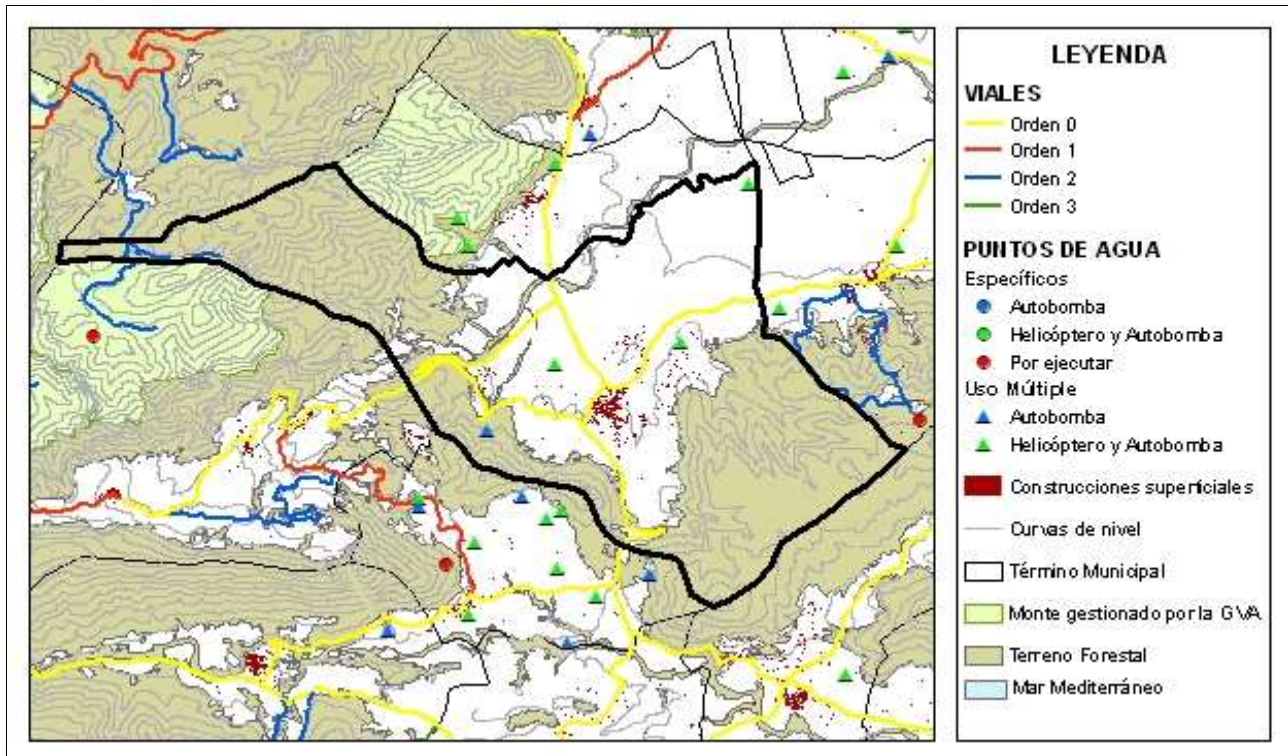 LEYENDA
VIALES
Orden 0
Orden 1
Orden 2
Orden 3
PUNTOS DE AGUA
Específicos
Autobomba
Helicóptero y Autobomba
Por ejecutar
Uso Múltiple
Autobomba
Helicóptero y Autobomba
Construcciones superficiales
Curvas de nivel
Término Municipal
Monte gestionado por la GVA
Terreno Forestal
Mar Mediterráneo